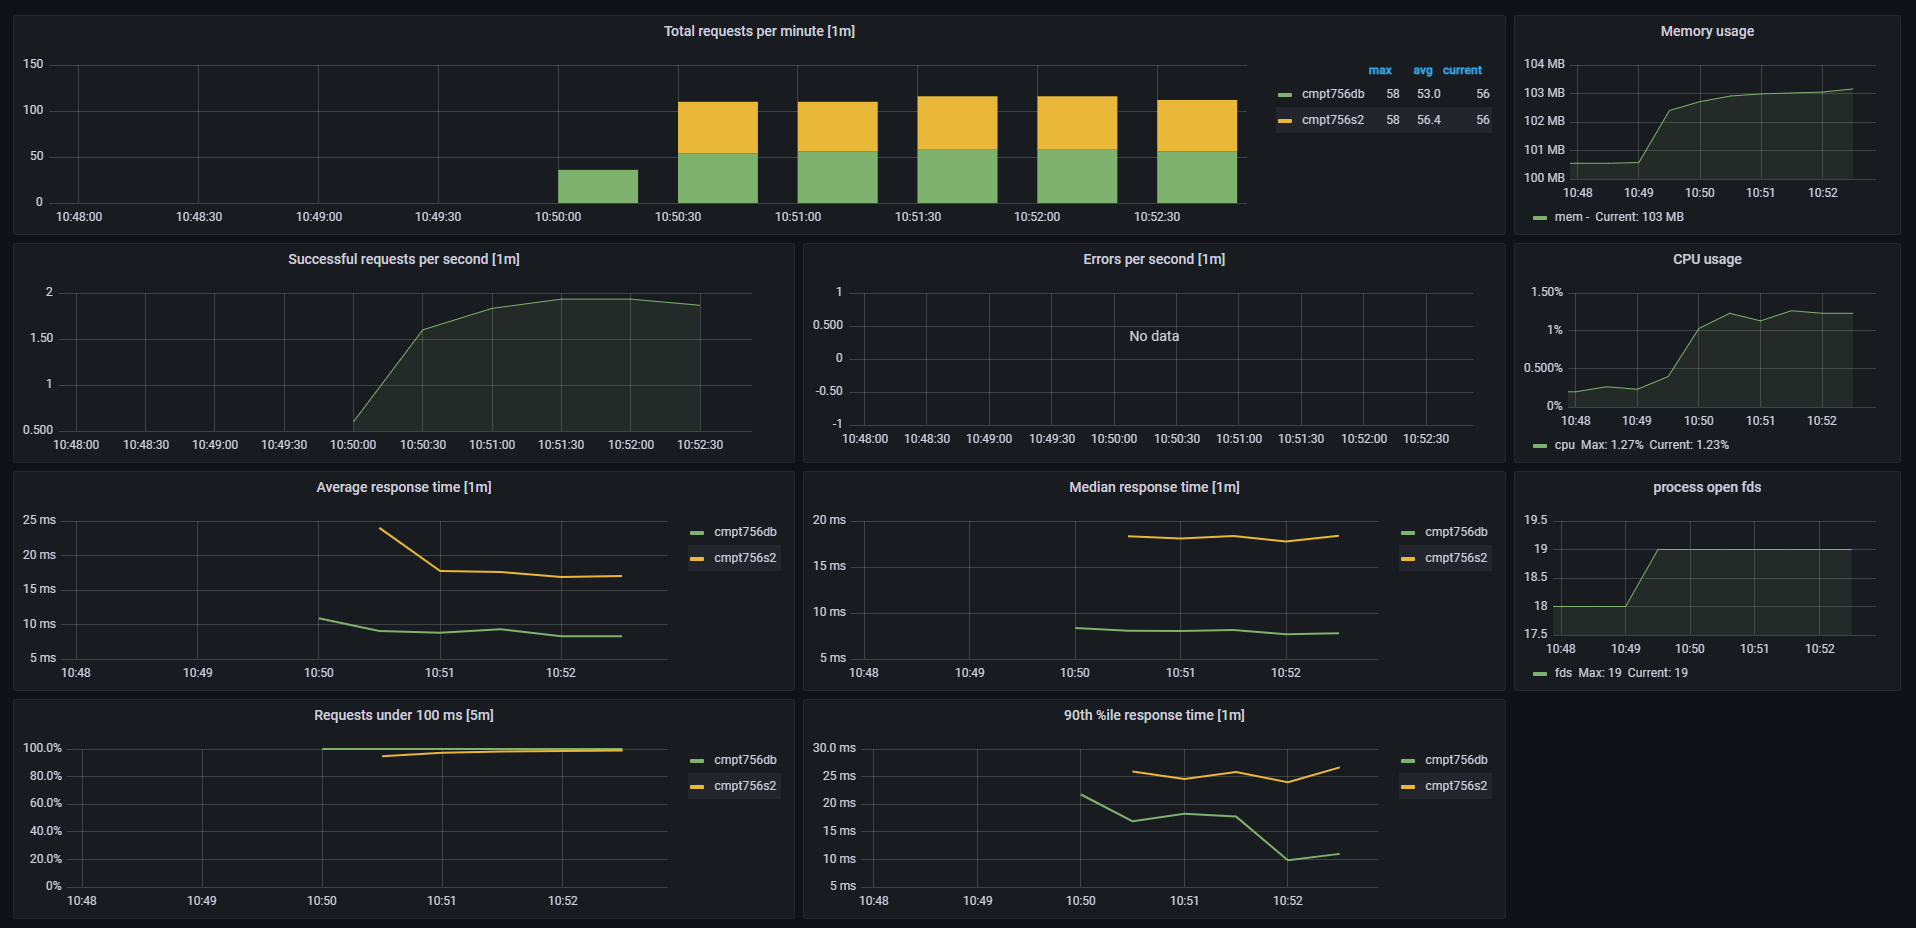 Total requests per minute [1m]
150
100
50
0
10:48:00 10:48:30 10:49:00 10:49:30 10:50:00 10:50:30 10:51:00 10:51:30 10:52:00 10:52:30
max avg current
cmpt756db 58 53.0 56
cmpt756s2 58 56.4 56
Memory usage
104 MB
103 MB
102 MB
101 MB
100 MB
10:48 10:49 10:50 10:51 10:52
mem - Current: 103 MB
Successful requests per second [1m]
2
1.50
1
0.500
10:48:00 10:48:30 10:49:00 10:49:30 10:50:00 10:50:30 10:51:00 10:51:30 10:52:00 10:52:30
Errors per second [1m]
1
0.500
0
-0.50
-1
No data
10:48:00 10:48:30 10:49:00 10:49:30 10:50:00 10:50:30 10:51:00 10:51:30 10:52:00 10:52:30
CPU usage
1.50%
1%
0.500%
0%
10:48 10:49 10:50 10:51 10:52
cpu Max: 1.27% Current: 1.23%
Average response time [1m]
25 ms
20 ms
15 ms
10 ms
5 ms
10:48 10:49 10:50 10:51 10:52
cmpt756db
cmpt756s2
Median response time [1m]
20 ms
15 ms
10 ms
5 ms
10:48 10:49 10:50 10:51 10:52
cmpt756db
cmpt756s2
process open fds
19.5
19
18.5
18
17.5
10:48 10:49 10:50 10:51 10:52
fds Max: 19 Current: 19
Requests under 100 ms [5m]
100.0%
80.0%
60.0%
40.0%
20.0%
0%
10:48 10:49 10:50 10:51 10:52
cmpt756db
cmpt756s2
90th %ile response time [1m]
30.0 ms
25 ms
20 ms
15 ms
10 ms
5 ms
10:48 10:49 10:50 10:51 10:52
cmpt756db
cmpt756s2